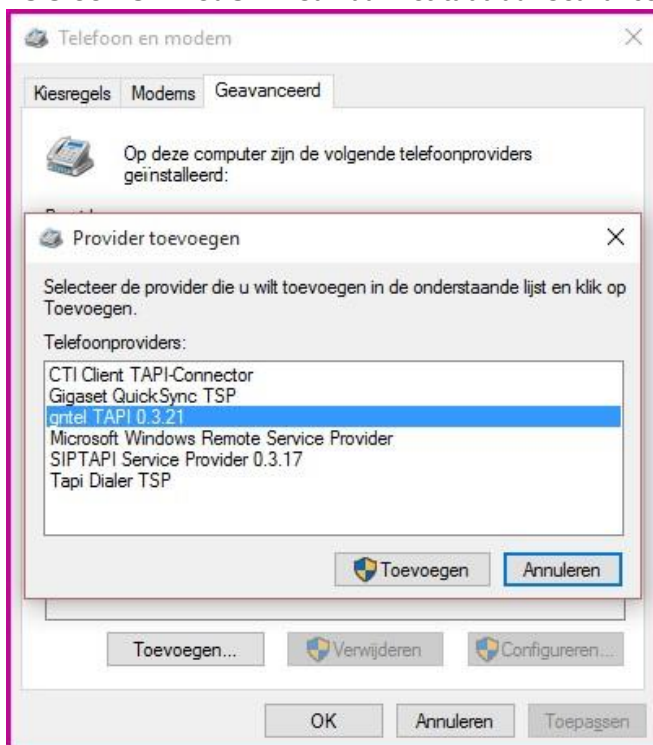 Telefoon en modem
Kiesregels Modems Geavanceerd
Op deze computer zijn de volgende telefoonproviders
geïnstalleerd:
Provider toevoegen
Selecteer de provider die u wilt toevoegen in de onderstaande lijst en klik op
Toevoegen.
Telefoonproviders:
CTI Client TAPI-Connector
Gigaset QuickSync TSP
gntel TAPI 0.3.21
Microsoft Windows Remote Service Provider
SIPTAPI Service Provider 0.3.17
Tapi Dialer TSP
Toevoegen Annuleren
Toevoegen... Verwijderen Configureren...
OK Annuleren Toepassen